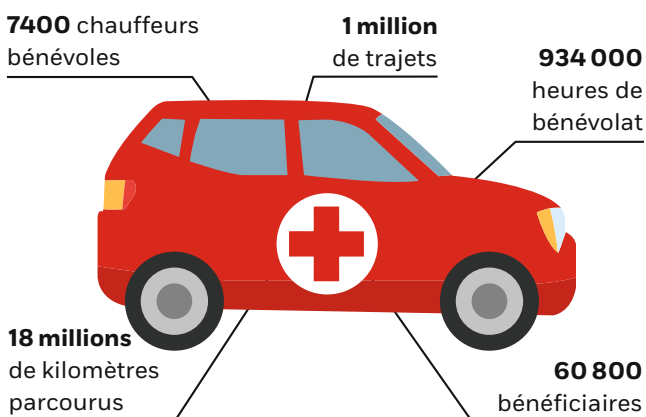 7400 chauffeurs
bénévoles
1 million
de trajets
934 000
heures de
bénévolat
18 millions
de kilomètres
parcourus
60 800
bénéficiaires